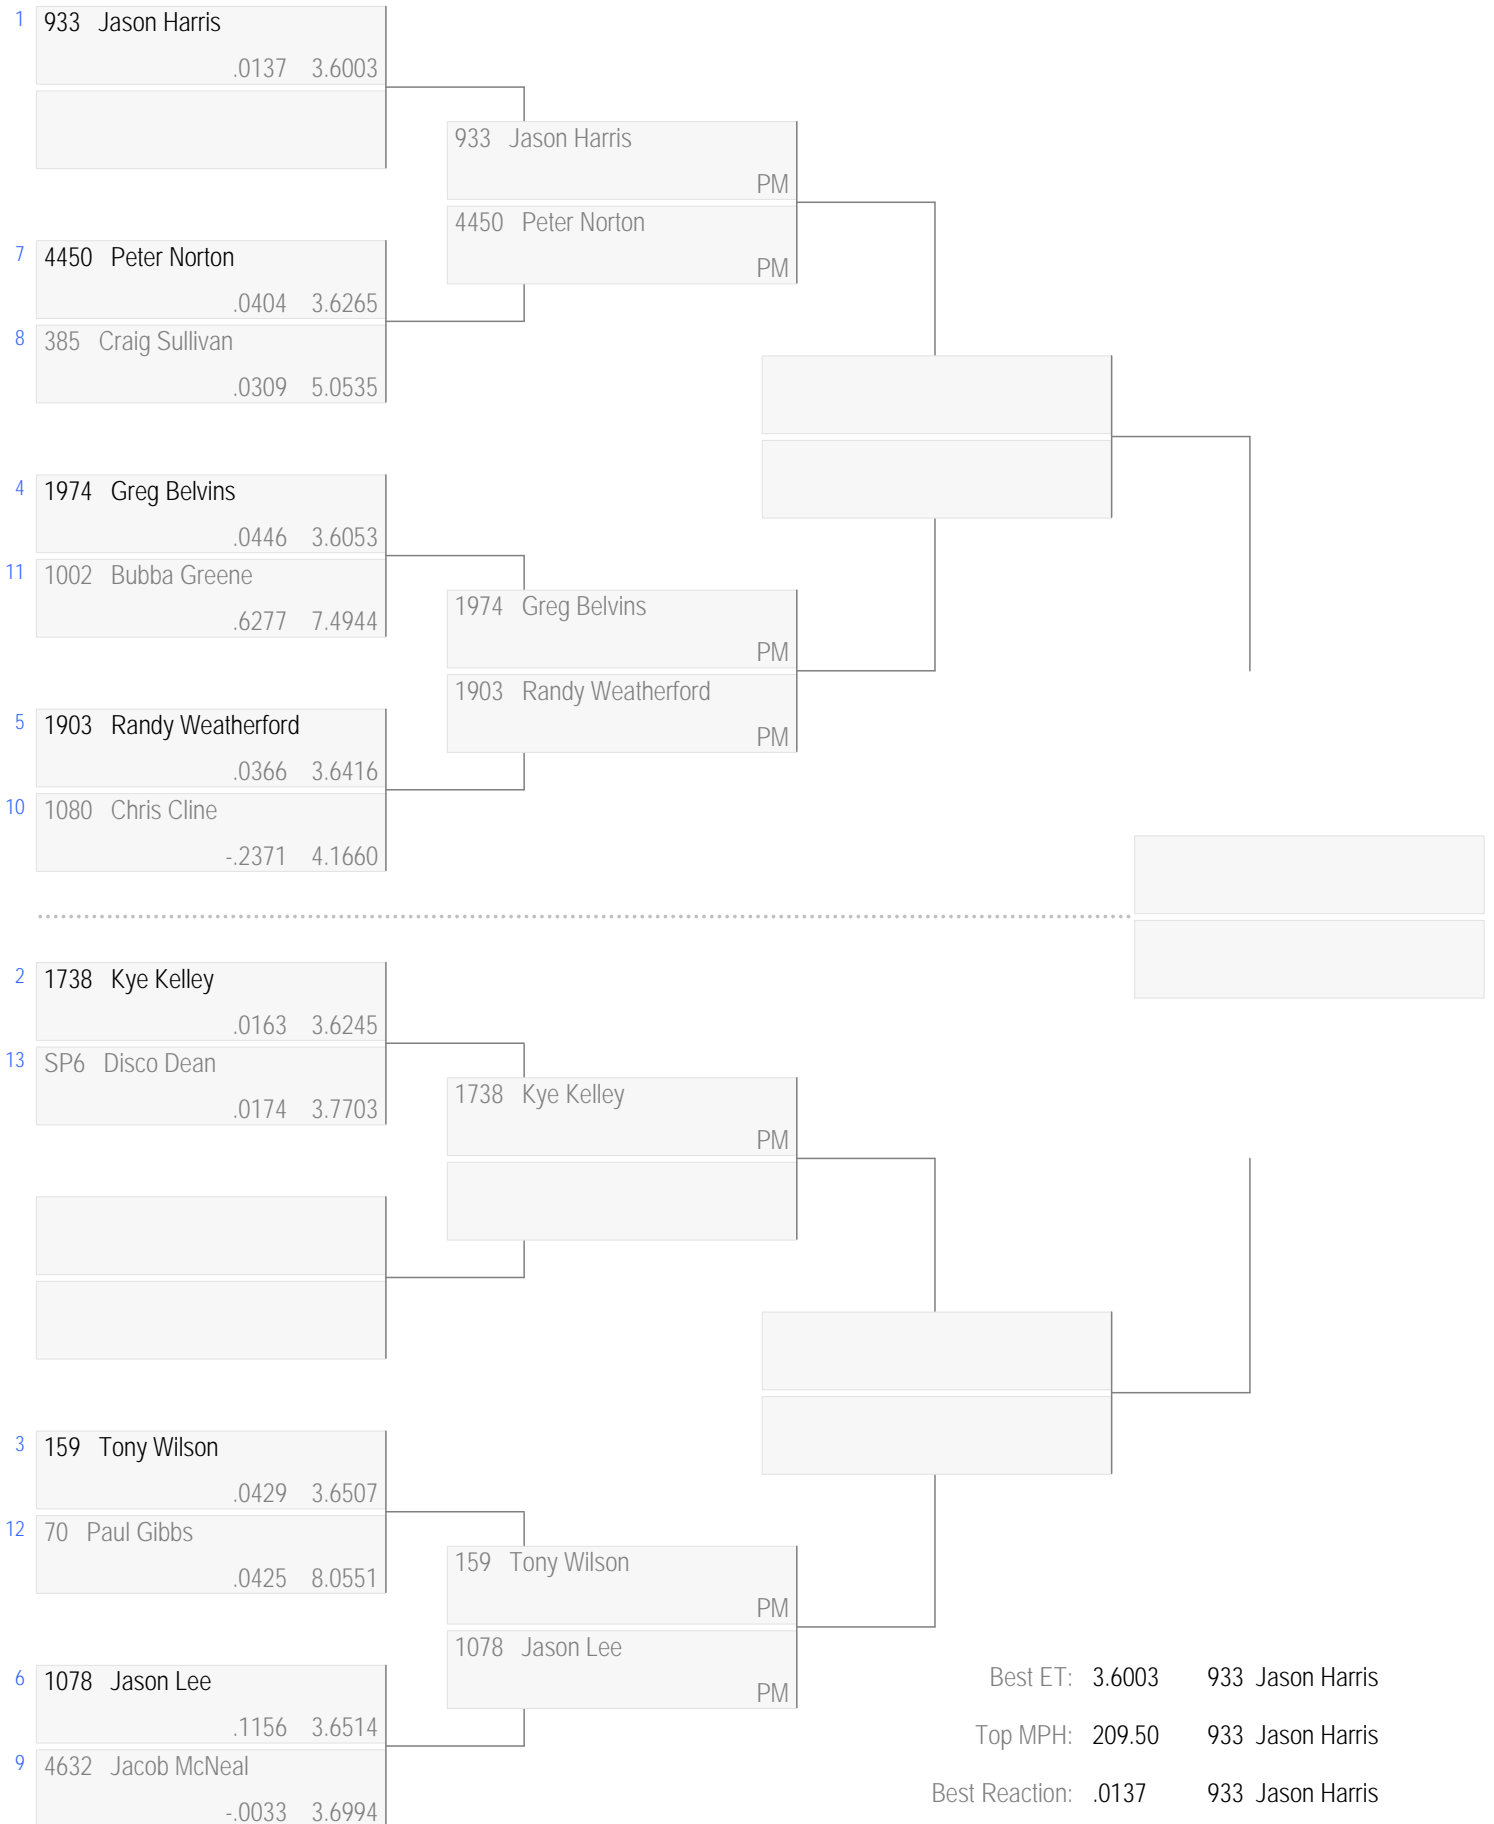 1 933 Jason Harris
.0137 3.6003
933 Jason Harris
PM
4450 Peter Norton
PM
7 4450 Peter Norton
.0404 3.6265
8 385 Craig Sullivan
.0309 5.0535
4 1974 Greg Belvins
.0446 3.6053
11 1002 Bubba Greene
.6277 7.4944
1974 Greg Belvins
PM
1903 Randy Weatherford
PM
5 1903 Randy Weatherford
.0366 3.6416
10 1080 Chris Cline
-.2371 4.1660
2 1738 Kye Kelley
.0163 3.6245
13 SP6 Disco Dean
.0174 3.7703
1738 Kye Kelley
PM
3 159 Tony Wilson
.0429 3.6507
12 70 Paul Gibbs
.0425 8.0551
159 Tony Wilson
PM
1078 Jason Lee
PM
6 1078 Jason Lee
.1156 3.6514
9 4632 Jacob McNeal
-.0033 3.6994
Best ET: 3.6003 933 Jason Harris
Top MPH: 209.50 933 Jason Harris
Best Reaction: .0137 933 Jason Harris